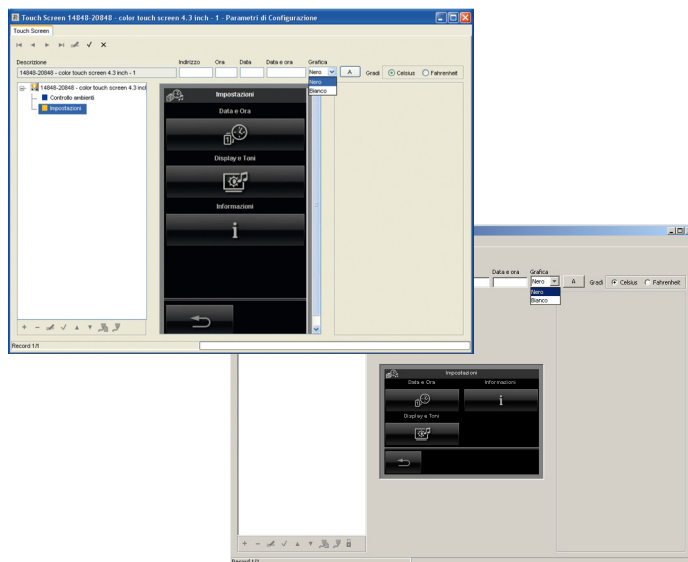 Touch Screen 14848-20848 - color touch screen 4.3 inch - 1 - Parametri di Configurazione
Touch Screen
Descrizione Indirizzo Ora Data Data e ora Grafica
14848-20848 - color touch screen 4.3 inch - 1 Nero A Gradi Celsius Fahrenheit
Nero
Bianco
14848-20848 - color touch screen 4.3 incl
Controllo ambienti
Impostazioni
Impostazioni
Data e Ora
Display e Toni
Informazioni
i
Record 1/1
Data e ora Grafica
Nero A Gradi Celsius Fahrenheit
Nero
Bianco
Impostazioni
Data e Ora Informazioni
i
Display e Toni
Record 1/1